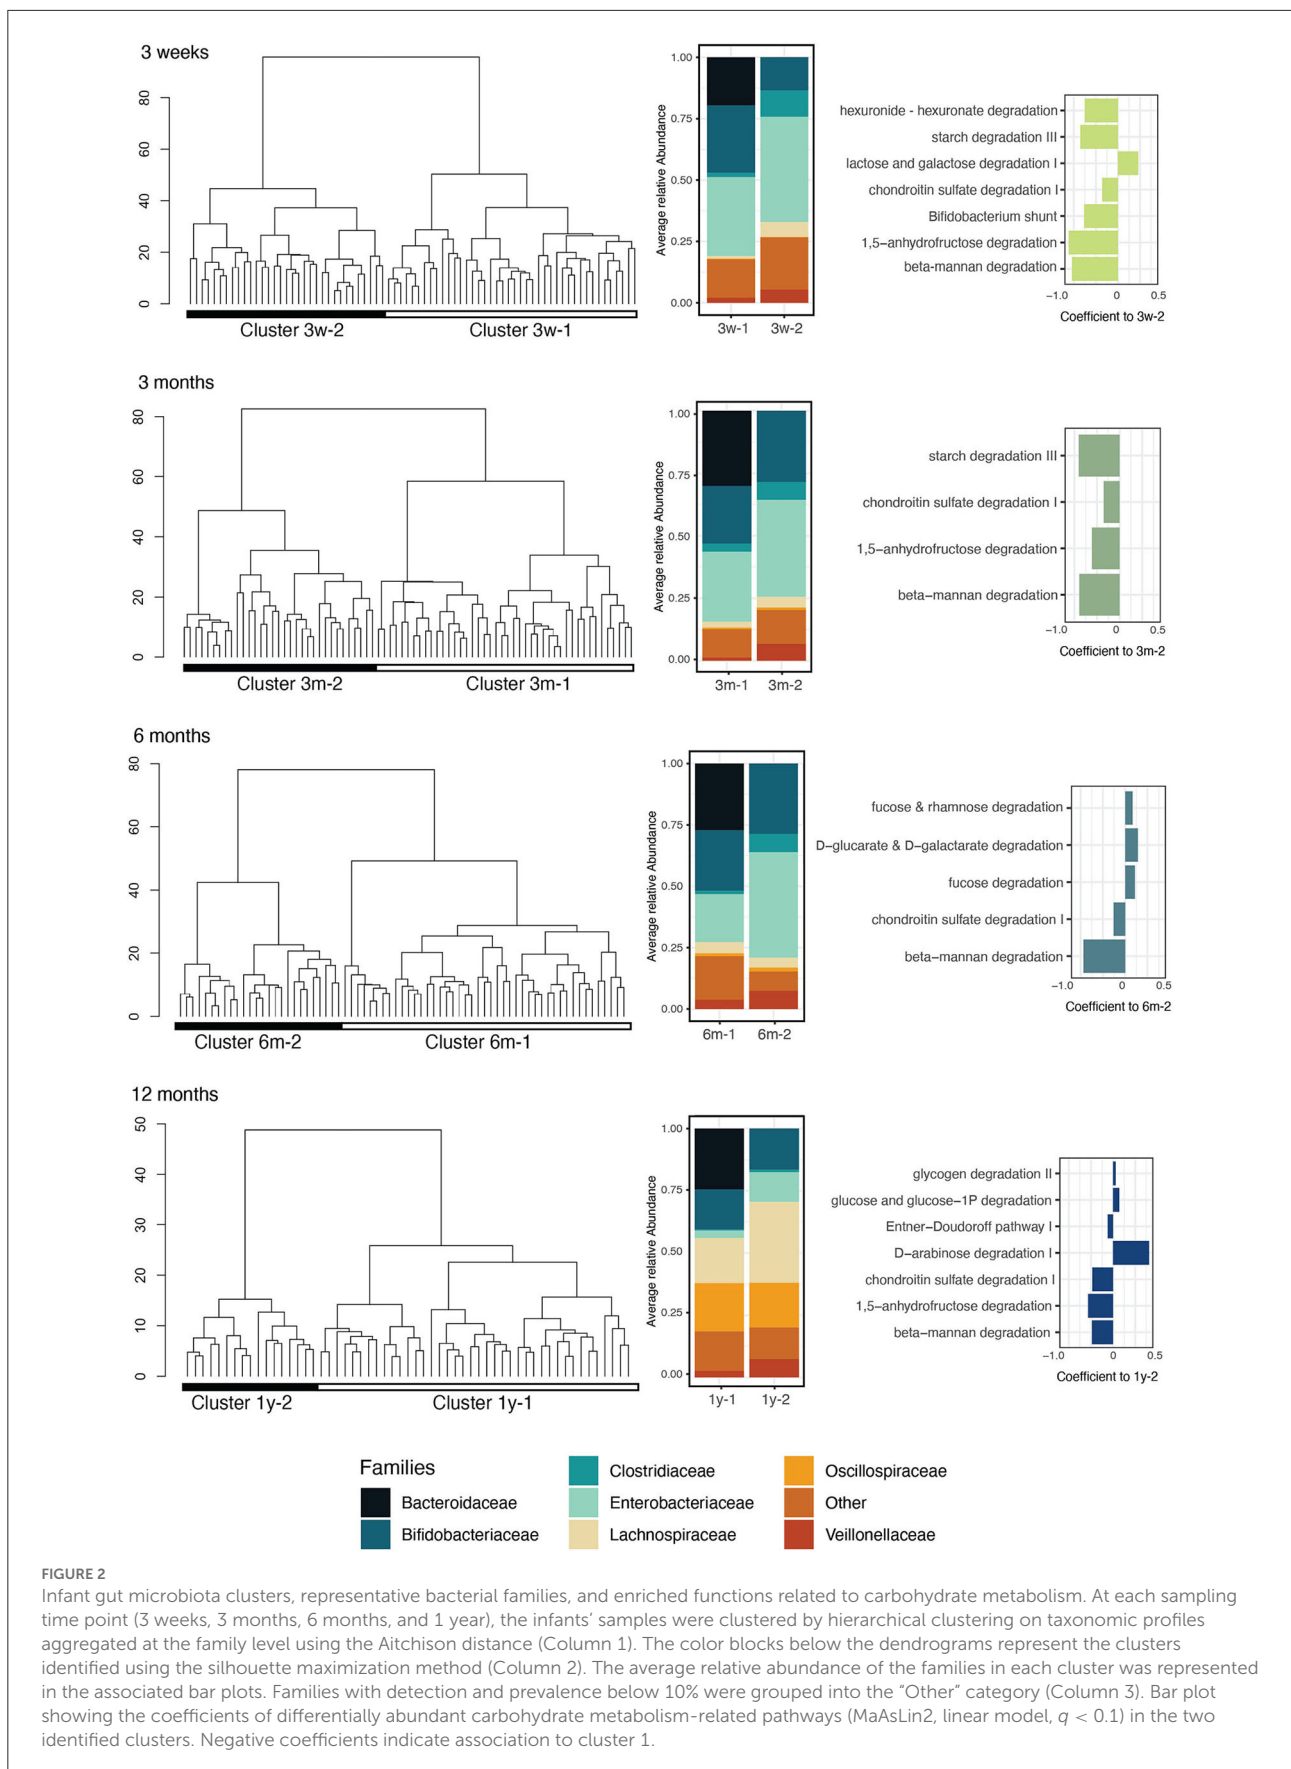 3 weeks
80
60
40
20
0
Cluster 3w-2
Cluster 3w-1
Average relative Abundance
1.00
0.75
0.50
0.25
0.00
3w-1
3w-2
hexuronide - hexuronate degradation
starch degradation III
lactose and galactose degradation I
chondroitin sulfate degradation I
Bifidobacterium shunt
1,5-anhydrofructose degradation
beta-mannan degradation
−1.0 0 0.5
Coefficient to 3w-2
3 months
80
60
40
20
0
Cluster 3m-2
Cluster 3m-1
Average relative Abundance
1.00
0.75
0.50
0.25
0.00
3m-1
3m-2
starch degradation III
chondroitin sulfate degradation I
1,5−anhydrofructose degradation
beta−mannan degradation
−1.0 0 0.5
Coefficient to 3m-2
6 months
80
60
40
20
0
Cluster 6m-2
Cluster 6m-1
Average relative Abundance
1.00
0.75
0.50
0.25
0.00
6m-1
6m-2
fucose & rhamnose degradation
D−glucarate & D−galactarate degradation
fucose degradation
chondroitin sulfate degradation I
beta−mannan degradation
−1.0 0 0.5
Coefficient to 6m-2
12 months
50
40
30
20
10
0
Cluster 1y-2
Cluster 1y-1
Average relative Abundance
1.00
0.75
0.50
0.25
0.00
1y-1
1y-2
glycogen degradation II
glucose and glucose−1P degradation
Entner−Doudoroff pathway I
D−arabinose degradation I
chondroitin sulfate degradation I
1,5−anhydrofructose degradation
beta−mannan degradation
−1.0 0 0.5
Coefficient to 1y-2
Families
Bacteroidaceae
Bifidobacteriaceae
Clostridiaceae
Enterobacteriaceae
Lachnospiraceae
Oscillospiraceae
Other
Veillonellaceae
FIGURE 2
Infant gut microbiota clusters, representative bacterial families, and enriched functions related to carbohydrate metabolism. At each sampling
time point (3 weeks, 3 months, 6 months, and 1 year), the infants' samples were clustered by hierarchical clustering on taxonomic profiles
aggregated at the family level using the Aitchison distance (Column 1). The color blocks below the dendrograms represent the clusters
identified using the silhouette maximization method (Column 2). The average relative abundance of the families in each cluster was represented
in the associated bar plots. Families with detection and prevalence below 10% were grouped into the "Other" category (Column 3). Bar plot
showing the coefficients of differentially abundant carbohydrate metabolism-related pathways (MaAsLin2, linear model, q < 0.1) in the two
identified clusters. Negative coefficients indicate association to cluster 1.